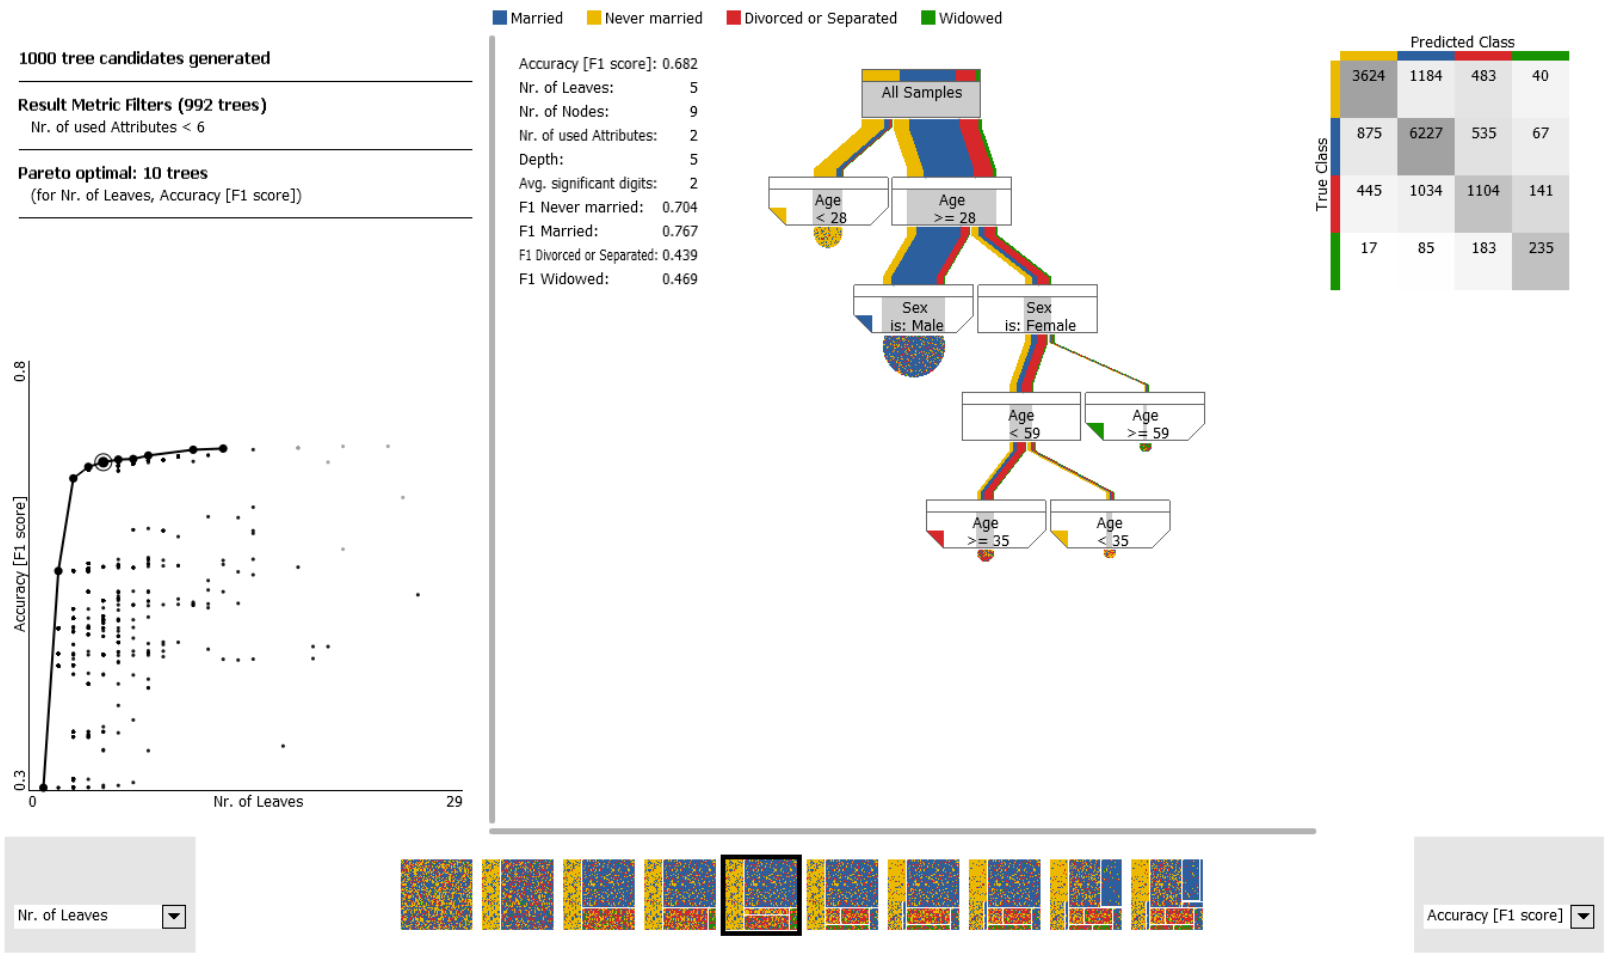 Married Never married Divorced or Separated Widowed
1000 tree candidates generated
Result Metric Filters (992 trees)
Nr. of used Attributes < 6
Pareto optimal: 10 trees
(for Nr. of Leaves, Accuracy [F1 score])
0.8
Accuracy [F1 score]
0.3
0 Nr. of Leaves 29
Accuracy [F1 score]: 0.682
Nr. of Leaves: 5
Nr. of Nodes: 9
Nr. of used Attributes: 2
Depth: 5
Avg. significant digits: 2
F1 Never married: 0.704
F1 Married: 0.767
F1 Divorced or Separated: 0.439
F1 Widowed: 0.469
All Samples
Age
< 28
Age
>= 28
Sex
is: Male
Sex
is: Female
Age
< 59
Age
>= 59
Age
>= 35
Age
< 35
Predicted Class
True Class
3624 1184 483 40
875 6227 535 67
445 1034 1104 141
17 85 183 235
Nr. of Leaves
Accuracy [F1 score]